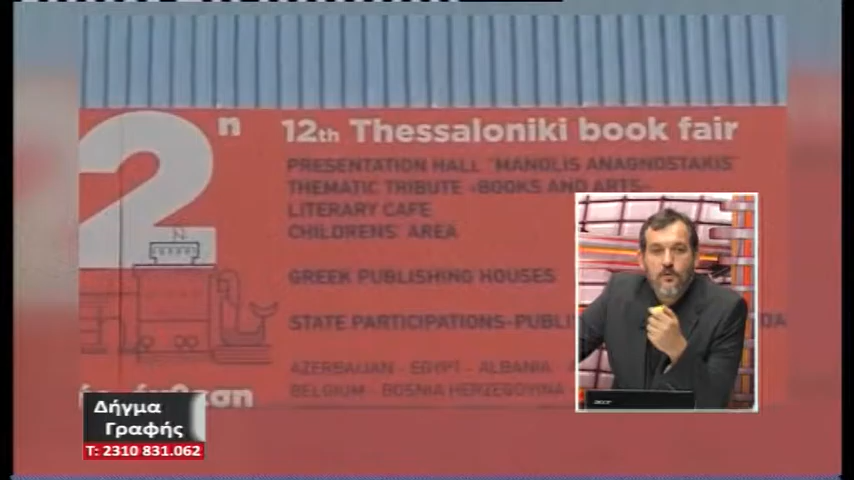 2η
12th Thessaloniki book fair
PRESENTATION HALL "MANOLIS ANAGNOSTAKIS"
THEMATIC TRIBUTE «BOOKS AND ARTS»
LITERARY CAFE
CHILDRENS' AREA
GREEK PUBLISHING HOUSES
STATE PARTICIPATIONS-PUBLI
AZERBAIJAN - EGYPT - ALBANIA
BELGIUM - BOSNIA HERZEGOVINA
acer
Δήγμα
Γραφής
Τ: 2310 831.062